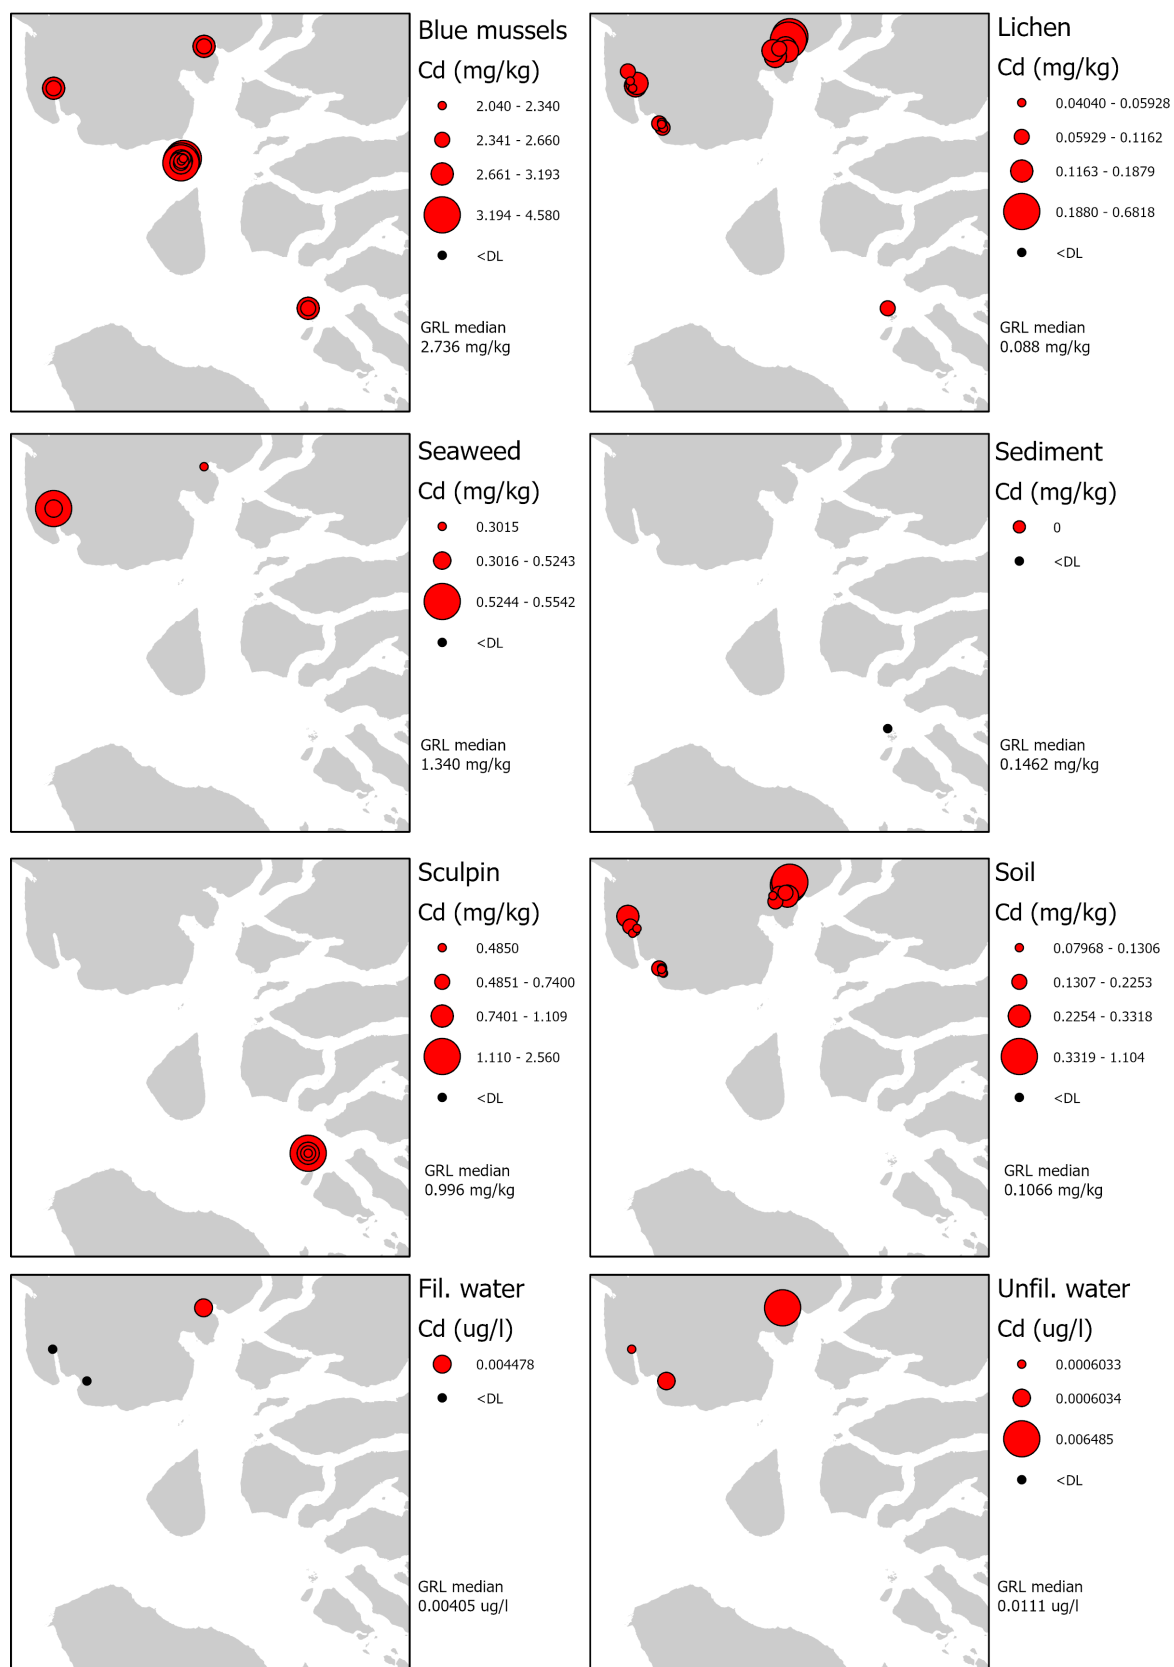 Blue mussels
Cd (mg/kg)
2.040 - 2.340
2.341 - 2.660
2.661 - 3.193
3.194 - 4.580
<DL
GRL median
2.736 mg/kg
Lichen
Cd (mg/kg)
0.04040 - 0.05928
0.05929 - 0.1162
0.1163 - 0.1879
0.1880 - 0.6818
<DL
GRL median
0.088 mg/kg
Seaweed
Cd (mg/kg)
0.3015
0.3016 - 0.5243
0.5244 - 0.5542
<DL
GRL median
1.340 mg/kg
Sediment
Cd (mg/kg)
0
<DL
GRL median
0.1462 mg/kg
Sculpin
Cd (mg/kg)
0.4850
0.4851 - 0.7400
0.7401 - 1.109
1.110 - 2.560
<DL
GRL median
0.996 mg/kg
Soil
Cd (mg/kg)
0.07968 - 0.1306
0.1307 - 0.2253
0.2254 - 0.3318
0.3319 - 1.104
<DL
GRL median
0.1066 mg/kg
Fil. water
Cd (ug/l)
0.004478
<DL
GRL median
0.00405 ug/l
Unfil. water
Cd (ug/l)
0.0006033
0.0006034
0.006485
<DL
GRL median
0.0111 ug/l